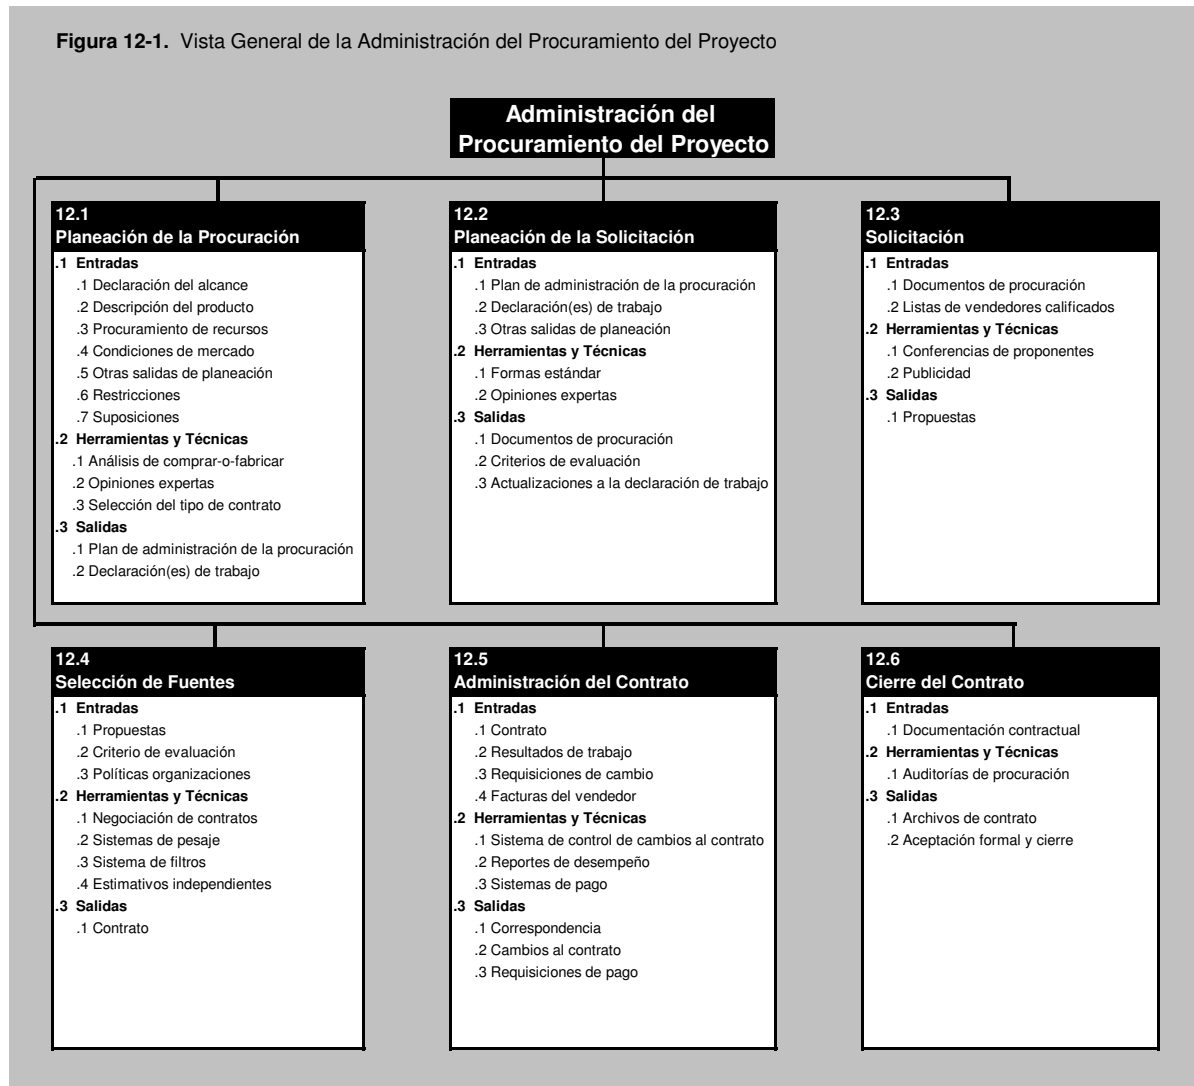 Figura 12-1. Vista General de la Administración del Procuramiento del Proyecto
Administración del
Procuramiento del Proyecto
12.1
Planeación de la Procuración
.1 Entradas
.1 Declaración del alcance
.2 Descripción del producto
.3 Procuramiento de recursos
.4 Condiciones de mercado
.5 Otras salidas de planeación
.6 Restricciones
.7 Suposiciones
.2 Herramientas y Técnicas
.1 Análisis de comprar-o-fabricar
.2 Opiniones expertas
.3 Selección del tipo de contrato
.3 Salidas
.1 Plan de administración de la procuración
.2 Declaración(es) de trabajo
12.2
Planeación de la Solicitación
.1 Entradas
.1 Plan de administración de la procuración
.2 Declaración(es) de trabajo
.3 Otras salidas de planeación
.2 Herramientas y Técnicas
.1 Formas estándar
.2 Opiniones expertas
.3 Salidas
.1 Documentos de procuración
.2 Criterios de evaluación
.3 Actualizaciones a la declaración de trabajo
12.3
Solicitación
.1 Entradas
.1 Documentos de procuración
.2 Listas de vendedores calificados
.2 Herramientas y Técnicas
.1 Conferencias de proponentes
.2 Publicidad
.3 Salidas
.1 Propuestas
12.4
Selección de Fuentes
.1 Entradas
.1 Propuestas
.2 Criterio de evaluación
.3 Políticas organizaciones
.2 Herramientas y Técnicas
.1 Negociación de contratos
.2 Sistemas de pesaje
.3 Sistema de filtros
.4 Estimativos independientes
.3 Salidas
.1 Contrato
12.5
Administración del Contrato
.1 Entradas
.1 Contrato
.2 Resultados de trabajo
.3 Requisiciones de cambio
.4 Facturas del vendedor
.2 Herramientas y Técnicas
.1 Sistema de control de cambios al contrato
.2 Reportes de desempeño
.3 Sistemas de pago
.3 Salidas
.1 Correspondencia
.2 Cambios al contrato
.3 Requisiciones de pago
12.6
Cierre del Contrato
.1 Entradas
.1 Documentación contractual
.2 Herramientas y Técnicas
.1 Auditorías de procuración
.3 Salidas
.1 Archivos de contrato
.2 Aceptación formal y cierre